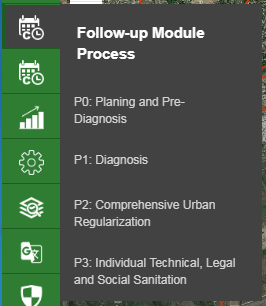 Follow-up Module
Process
P0: Planing and Pre-
Diagnosis
P1: Diagnosis
P2: Comprehensive Urban
Regularization
P3: Individual Technical, Legal
and Social Sanitation